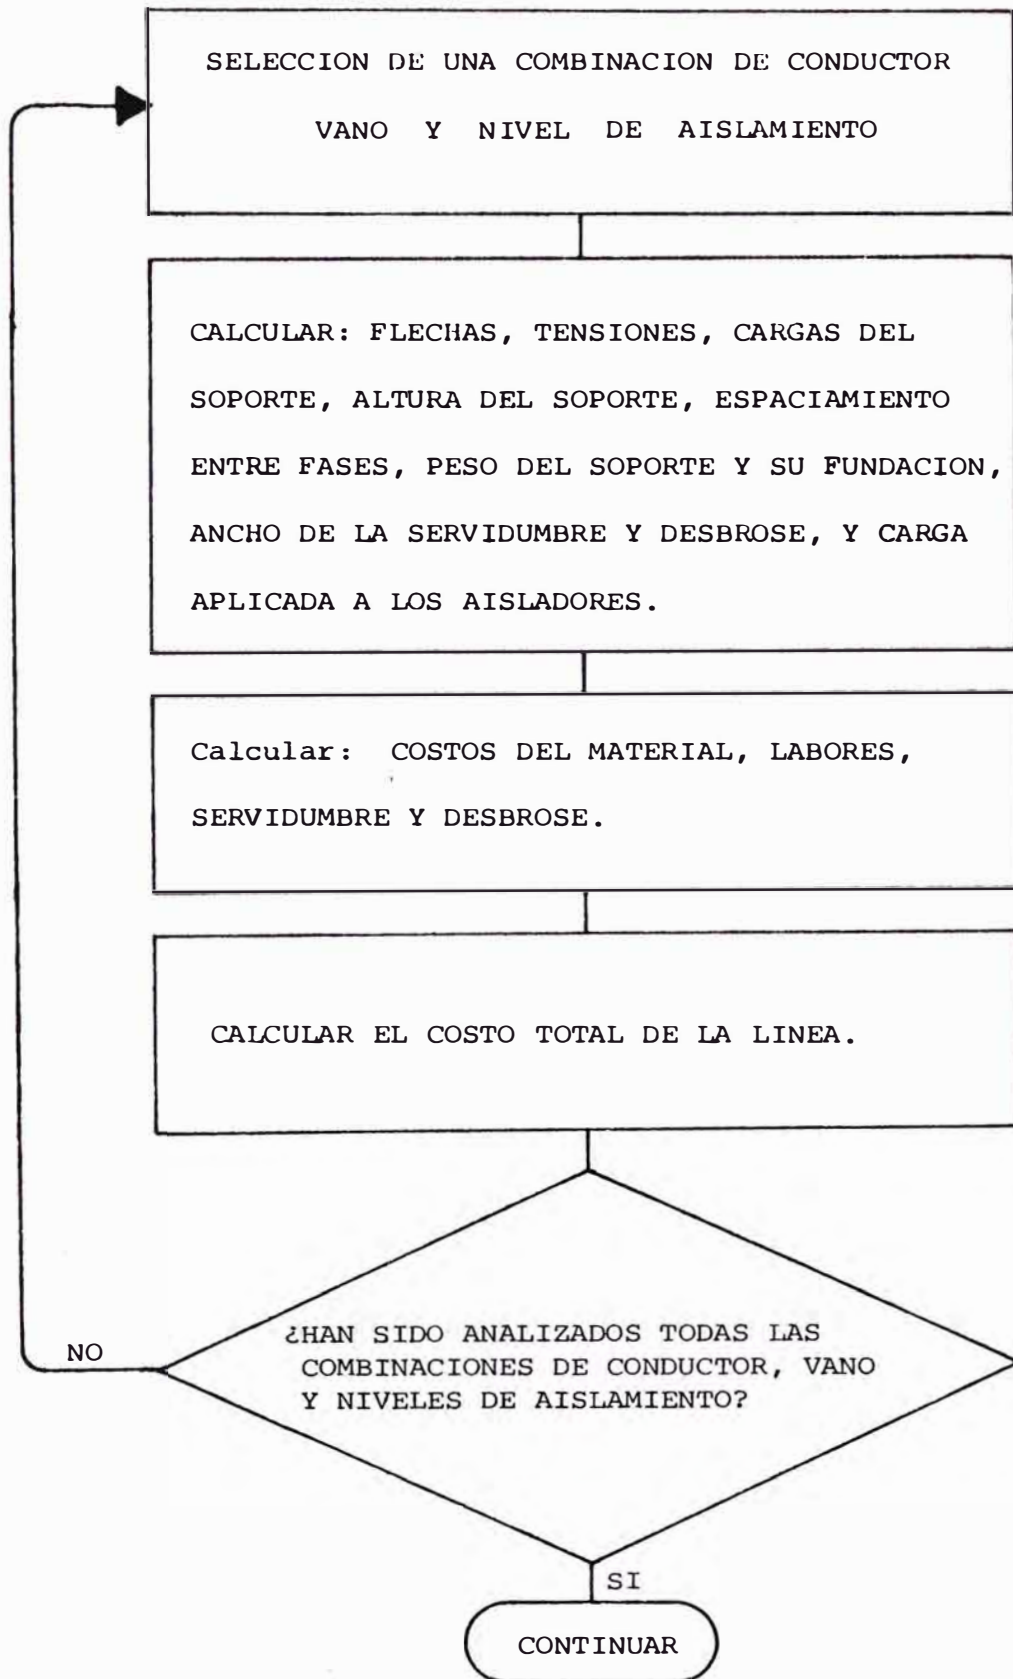 SELECCION DE UNA COMBINACION DE CONDUCTOR
VANO Y NIVEL DE AISLAMIENTO
CALCULAR: FLECHAS, TENSIONES, CARGAS DEL
SOPORTE, ALTURA DEL SOPORTE, ESPACIAMIENTO
ENTRE FASES, PESO DEL SOPORTE Y SU FUNDACION,
ANCHO DE LA SERVIDUMBRE Y DESBROSE, Y CARGA
APLICADA A LOS AISLADORES.
Calcular: COSTOS DEL MATERIAL, LABORES,
SERVIDUMBRE Y DESBROSE.
CALCULAR EL COSTO TOTAL DE LA LINEA.
¿HAN SIDO ANALIZADOS TODAS LAS
COMBINACIONES DE CONDUCTOR, VANO
Y NIVELES DE AISLAMIENTO?
NO
SI
CONTINUAR